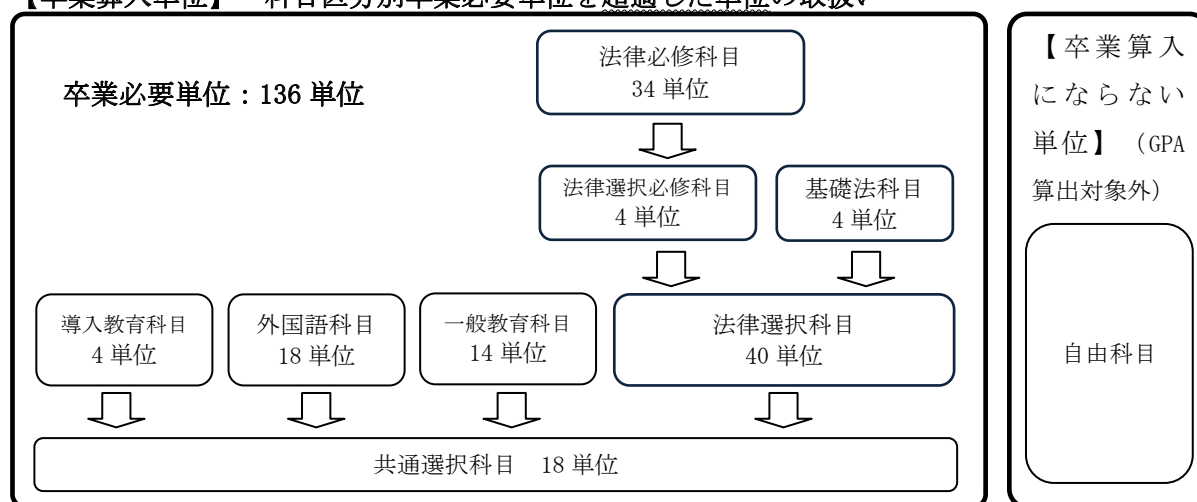 【卒業算入単位】 科目区分別卒業必要単位を超過した単位の取扱い
卒業必要単位：136 単位
法律必修科目
34 単位
法律選択必修科目
4 単位
基礎法科目
4 単位
導入教育科目
4 単位
外国語科目
18 単位
一般教育科目
14 単位
法律選択科目
40 単位
共通選択科目 18 単位
【卒業算入
にならない
単位】（GPA
算出対象外）
自由科目